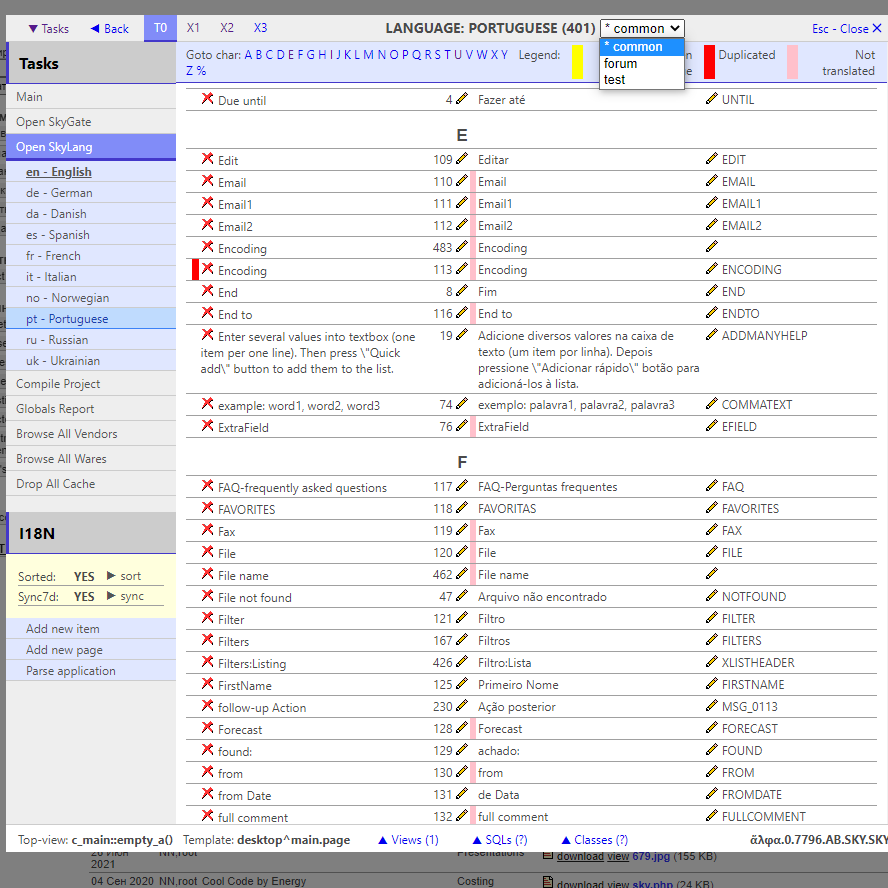 ▼ Tasks ◀ Back T0 X1 X2 X3 LANGUAGE: PORTUGUESE (401) * common Esc - Close ✕
* common
forum
test
Goto char: A B C D E F G H I J K L M N O P Q R S T U V W X Y
Z %
Legend: Duplicated Not
translated
Tasks
Main
Open SkyGate
Open SkyLang
en - English
de - German
da - Danish
es - Spanish
fr - French
it - Italian
no - Norwegian
pt - Portuguese
ru - Russian
uk - Ukrainian
Compile Project
Globals Report
Browse All Vendors
Browse All Wares
Drop All Cache
I18N
Sorted: YES ▶ sort
Sync7d: YES ▶ sync
Add new item
Add new page
Parse application
Due until 4 Fazer até UNTIL
E
Edit 109 Editar EDIT
Email 110 Email EMAIL
Email1 111 Email1 EMAIL1
Email2 112 Email2 EMAIL2
Encoding 483 Encoding
Encoding 113 Encoding ENCODING
End 8 Fim END
End to 116 End to ENDTO
Enter several values into textbox (one 19 Adicione diversos valores na caixa de ADDMANYHELP
item per one line). Then press \"Quick texto (um item por linha). Depois
add\" button to add them to the list. pressione \"Adicionar rápido\" botão para
adicioná-los à lista.
example: word1, word2, word3 74 exemplo: palavra1, palavra2, palavra3 COMMATEXT
ExtraField 76 ExtraField EFIELD
F
FAQ-frequently asked questions 117 FAQ-Perguntas frequentes FAQ
FAVORITES 118 FAVORITAS FAVORITES
Fax 119 Fax FAX
File 120 File FILE
File name 462 File name
File not found 47 Arquivo não encontrado NOTFOUND
Filter 121 Filtro FILTER
Filters 167 Filtros FILTERS
Filters:Listing 426 Filtro:Lista XLISTHEADER
FirstName 125 Primeiro Nome FIRSTNAME
follow-up Action 230 Ação posterior MSG_0113
Forecast 128 Forecast FORECAST
found: 129 achado: FOUND
from 130 from FROM
from Date 131 de Data FROMDATE
full comment 132 full comment FULLCOMMENT
Top-view: c_main::empty_a() Template: desktop^main.page ▲ Views (1) ▲ SQLs (?) ▲ Classes (?) ἄλφα.0.7796.AB.SKY.SKY
2021 NN,root Presentations download view 679.jpg (155 KB)
04 Сен 2020 NN,root Cool Code by Energy Costing download view sky.php (24 KB)